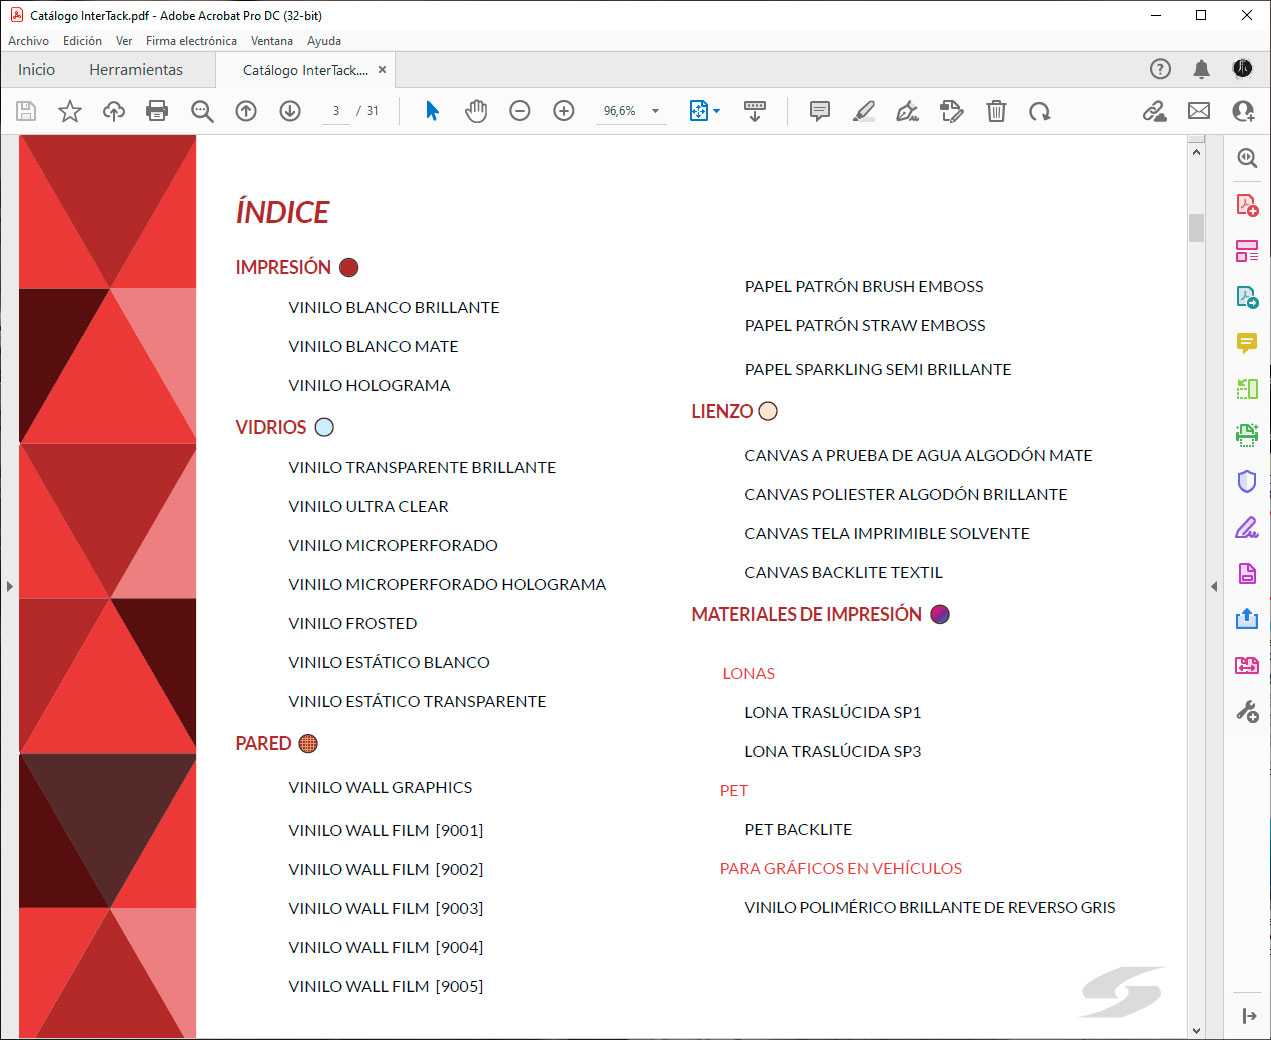 Catálogo InterTack.pdf - Adobe Acrobat Pro DC (32-bit)
Archivo Edición Ver Firma electrónica Ventana Ayuda
Inicio Herramientas Catálogo InterTack....
3 / 31 96,6%
ÍNDICE
IMPRESIÓN
VINILO BLANCO BRILLANTE
VINILO BLANCO MATE
VINILO HOLOGRAMA
VIDRIOS
VINILO TRANSPARENTE BRILLANTE
VINILO ULTRA CLEAR
VINILO MICROPERFORADO
VINILO MICROPERFORADO HOLOGRAMA
VINILO FROSTED
VINILO ESTÁTICO BLANCO
VINILO ESTÁTICO TRANSPARENTE
PARED
VINILO WALL GRAPHICS
VINILO WALL FILM [9001]
VINILO WALL FILM [9002]
VINILO WALL FILM [9003]
VINILO WALL FILM [9004]
VINILO WALL FILM [9005]
PAPEL PATRÓN BRUSH EMBOSS
PAPEL PATRÓN STRAW EMBOSS
PAPEL SPARKLING SEMI BRILLANTE
LIENZO
CANVAS A PRUEBA DE AGUA ALGODÓN MATE
CANVAS POLIESTER ALGODÓN BRILLANTE
CANVAS TELA IMPRIMIBLE SOLVENTE
CANVAS BACKLITE TEXTIL
MATERIALES DE IMPRESIÓN
LONAS
LONA TRASLÚCIDA SP1
LONA TRASLÚCIDA SP3
PET
PET BACKLITE
PARA GRÁFICOS EN VEHÍCULOS
VINILO POLIMÉRICO BRILLANTE DE REVERSO GRIS